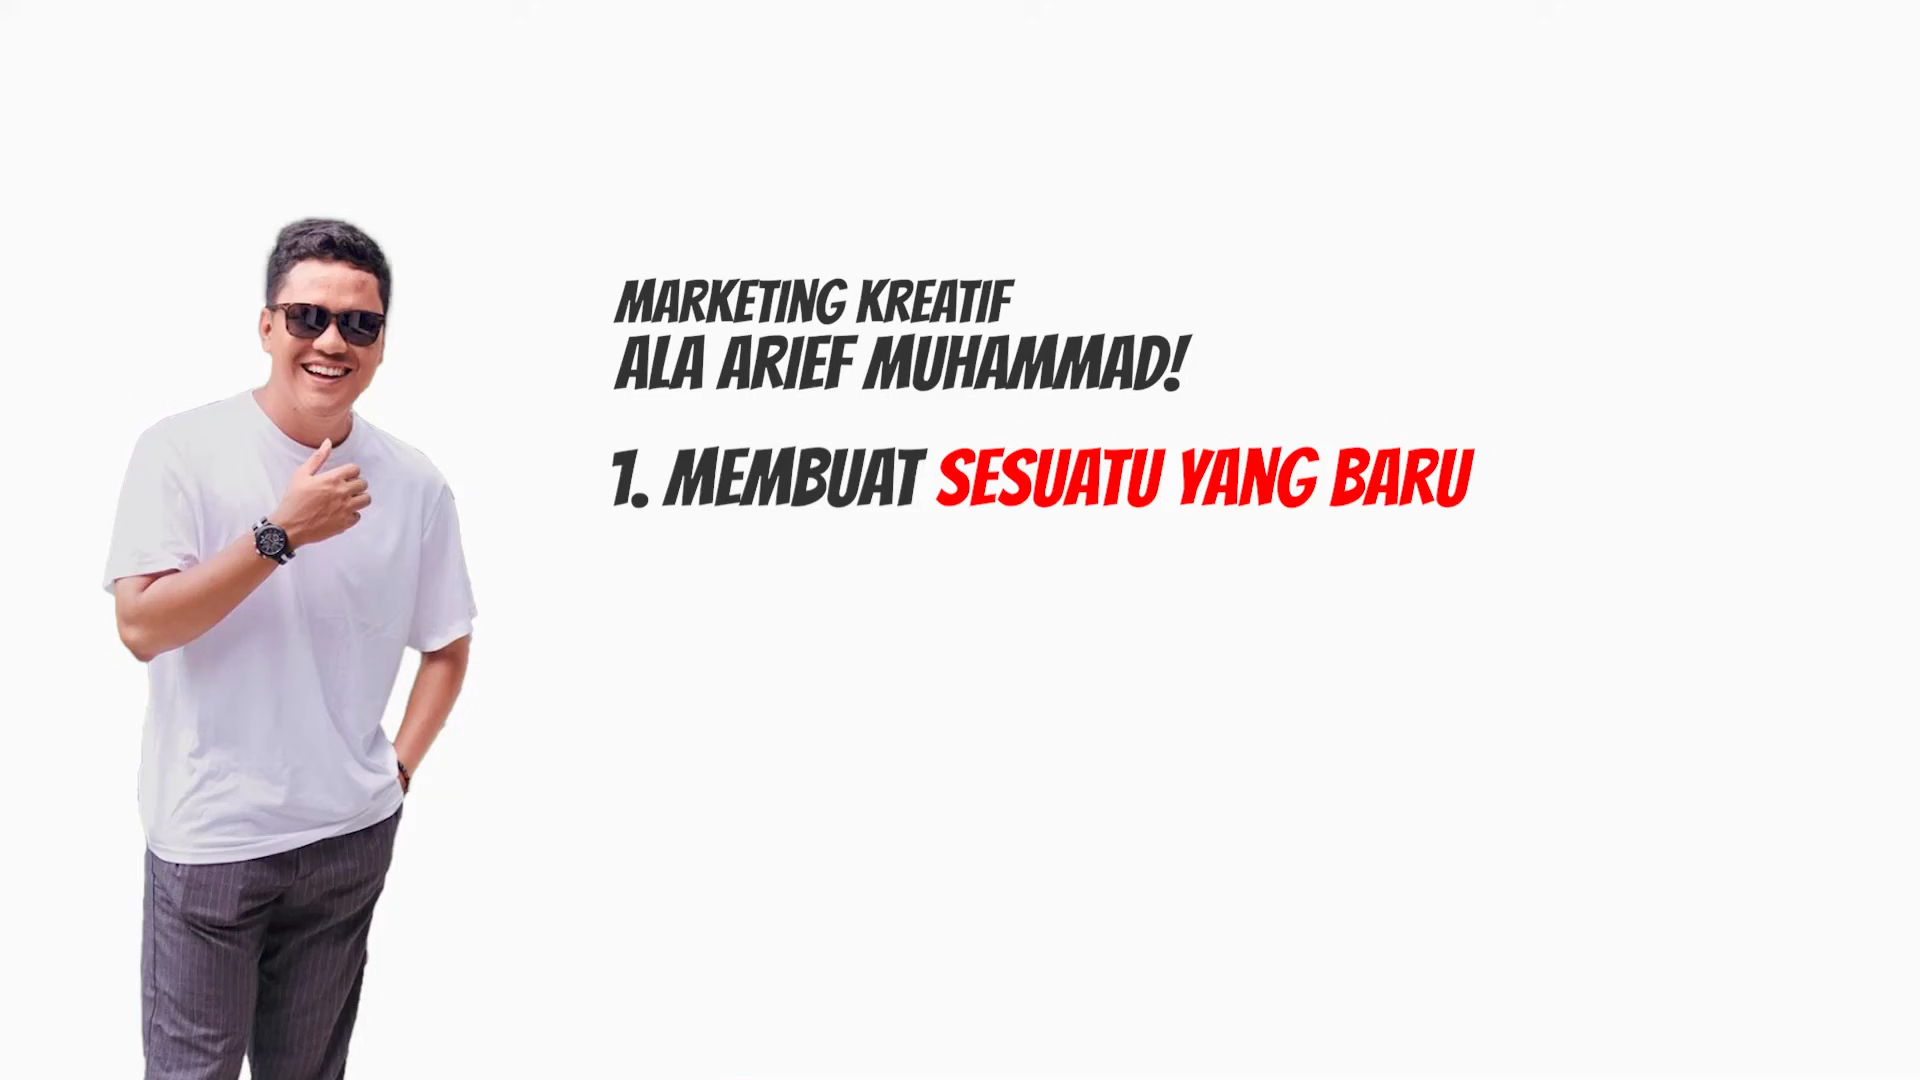 MARKETING KREATIF
ALA ARIEF MUHAMMAD!
1. MEMBUAT SESUATU YANG BARU